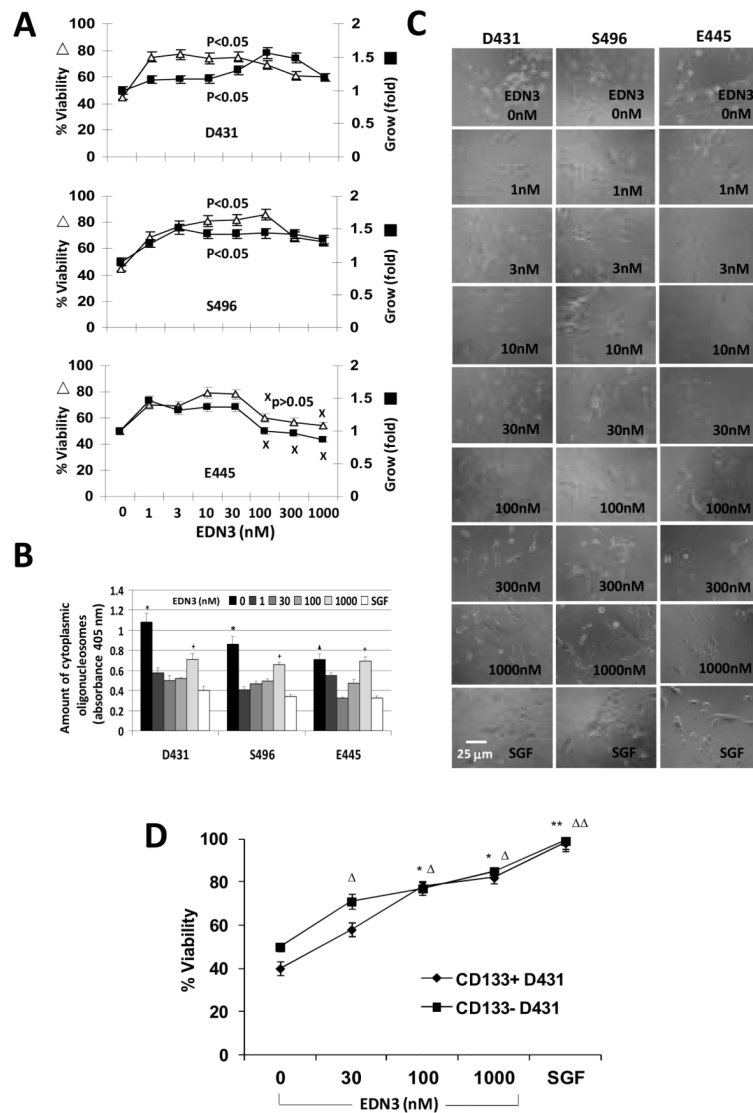 A
% Viability △
100
80
60
40
20
0
P<0.05
P<0.05
D431
2
1.5
1
0.5
0
Grow (fold) ■
% Viability △
100
80
60
40
20
0
P<0.05
P<0.05
S496
2
1.5
1
0.5
0
Grow (fold) ■
% Viability △
100
80
60
40
20
0
X p>0.05
X
X X X
E445
2
1.5
1
0.5
0
Grow (fold) ■
0 1 3 10 30 100 300 1000
EDN3 (nM)
B
Amount of cytoplasmic
oligonucleosomes
(absorbance 405 nm)
1.4
1.2
1
0.8
0.6
0.4
0.2
0
EDN3 (nM) ■ 0 ■ 1 ■ 30 ■ 100 □ 1000 □ SGF
* + * + ▲ +
D431 S496 E445
C
D431 S496 E445
EDN3 EDN3 EDN3
0nM 0nM 0nM
1nM 1nM 1nM
3nM 3nM 3nM
10nM 10nM 10nM
30nM 30nM 30nM
100nM 100nM 100nM
300nM 300nM 300nM
1000nM 1000nM 1000nM
25 µm
SGF SGF SGF
D
% Viability
100
80
60
40
20
0
Δ
* Δ
* Δ
** ΔΔ
CD133+ D431
CD133- D431
0 30 100 1000 SGF
EDN3 (nM)